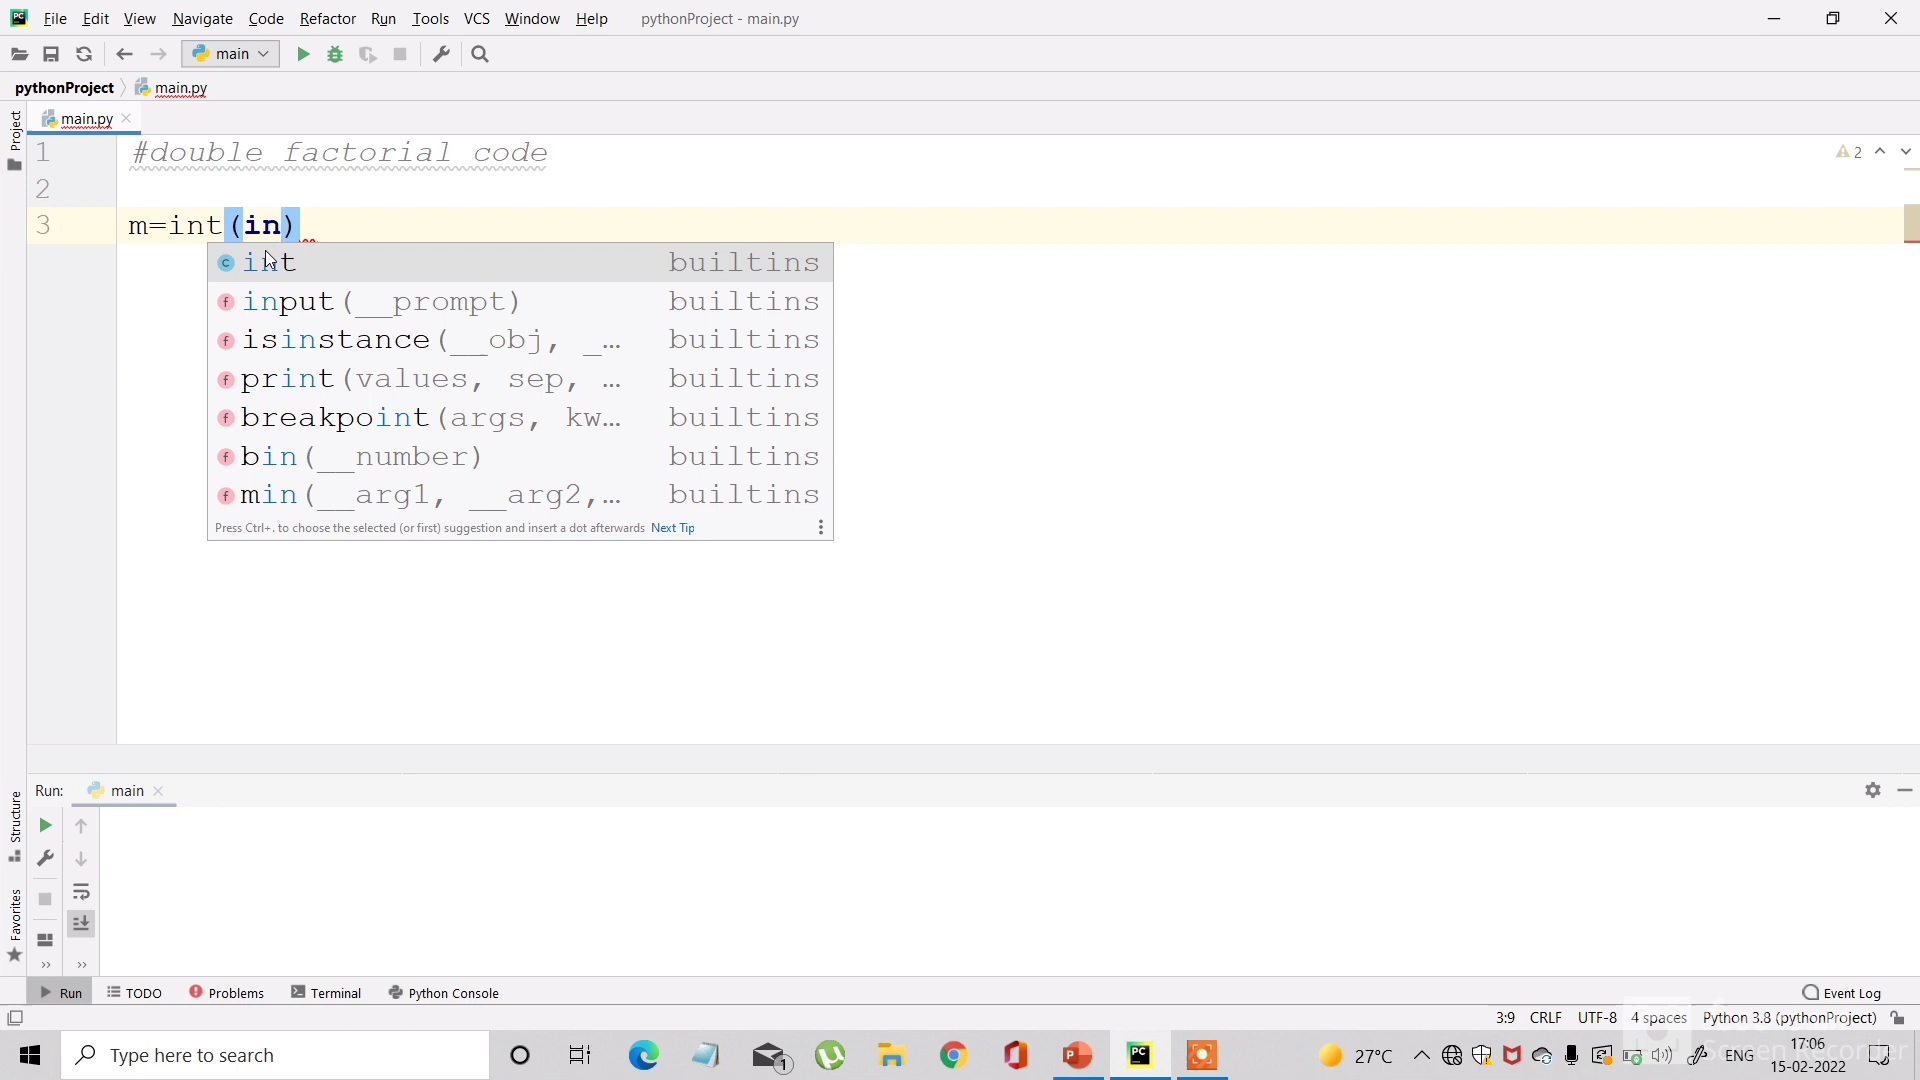 File Edit View Navigate Code Refactor Run Tools VCS Window Help pythonProject - main.py
main
pythonProject main.py
Project
main.py
1 #double factorial code
2
3 m=int(in)
2
int builtins
input(__prompt) builtins
isinstance(__obj, _… builtins
print(values, sep, … builtins
breakpoint(args, kw… builtins
bin(__number) builtins
min(__arg1, __arg2,… builtins
Press Ctrl+. to choose the selected (or first) suggestion and insert a dot afterwards Next Tip
Run: main
Structure
Favorites
Run TODO Problems Terminal Python Console Event Log
3:9 CRLF UTF-8 4 spaces Python 3.8 (pythonProject)
Type here to search
1
27°C
ENG
17:06
15-02-2022
Screen Recorder